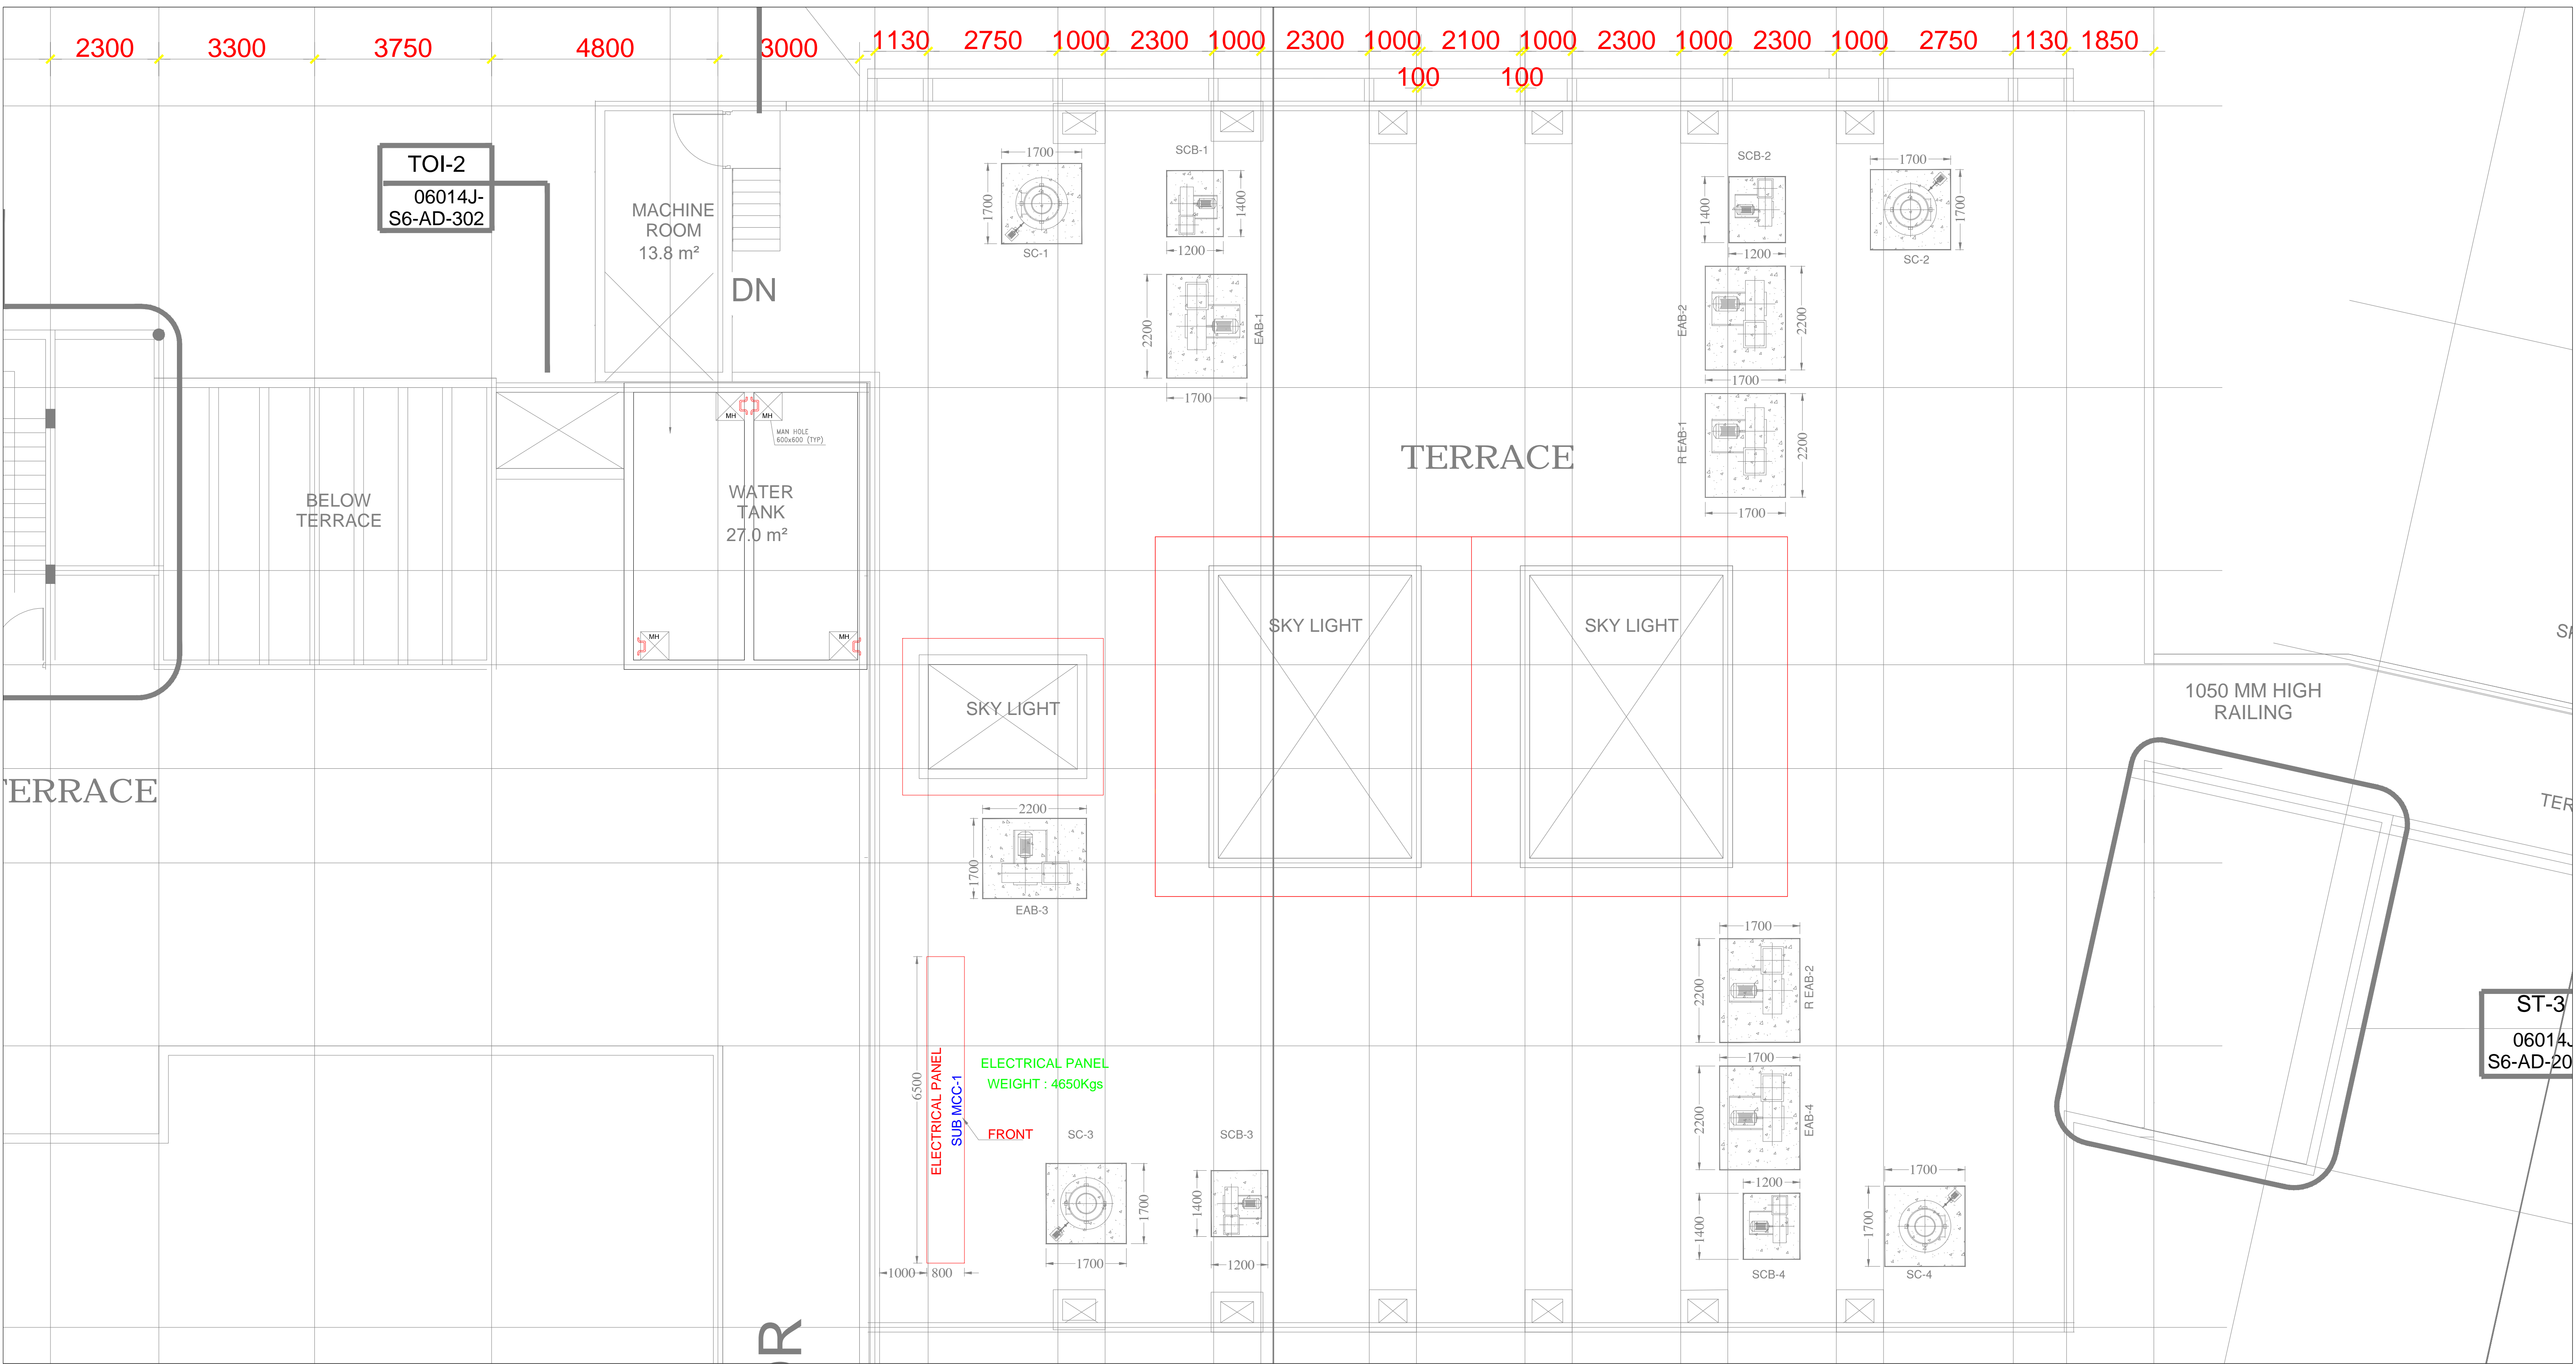 2300 3300 3750 4800 3000 1130 2750 1000 2300 1000 2300 1000 2100 1000 2300 1000 2300 1000 2750 1130 1850
100 100
TOI-2
06014J-
S6-AD-302
MACHINE
ROOM
13.8 m²
DN
1700
1700
SC-1
SCB-1
1400
1200
2200
EAB-1
1700
SCB-2
1400
1200
1700
1700
SC-2
EAB-2
2200
1700
R EAB-1
2200
1700
MH MH
MAN HOLE
600x600 (TYP)
TERRACE
BELOW
TERRACE
WATER
TANK
27.0 m²
MH MH
SKY LIGHT
SKY LIGHT
SKY LIGHT
1050 MM HIGH
RAILING
TERRACE
2200
1700
EAB-3
1700
2200
R EAB-2
6500
ELECTRICAL PANEL
SUB MCC-1
ELECTRICAL PANEL
WEIGHT : 4650Kgs
FRONT
1700
2200
EAB-4
SC-3
1700
1700
SCB-3
1400
1200
1000 800
1200
1400
SCB-4
1700
1700
SC-4
ST-3
06014J
S6-AD-20